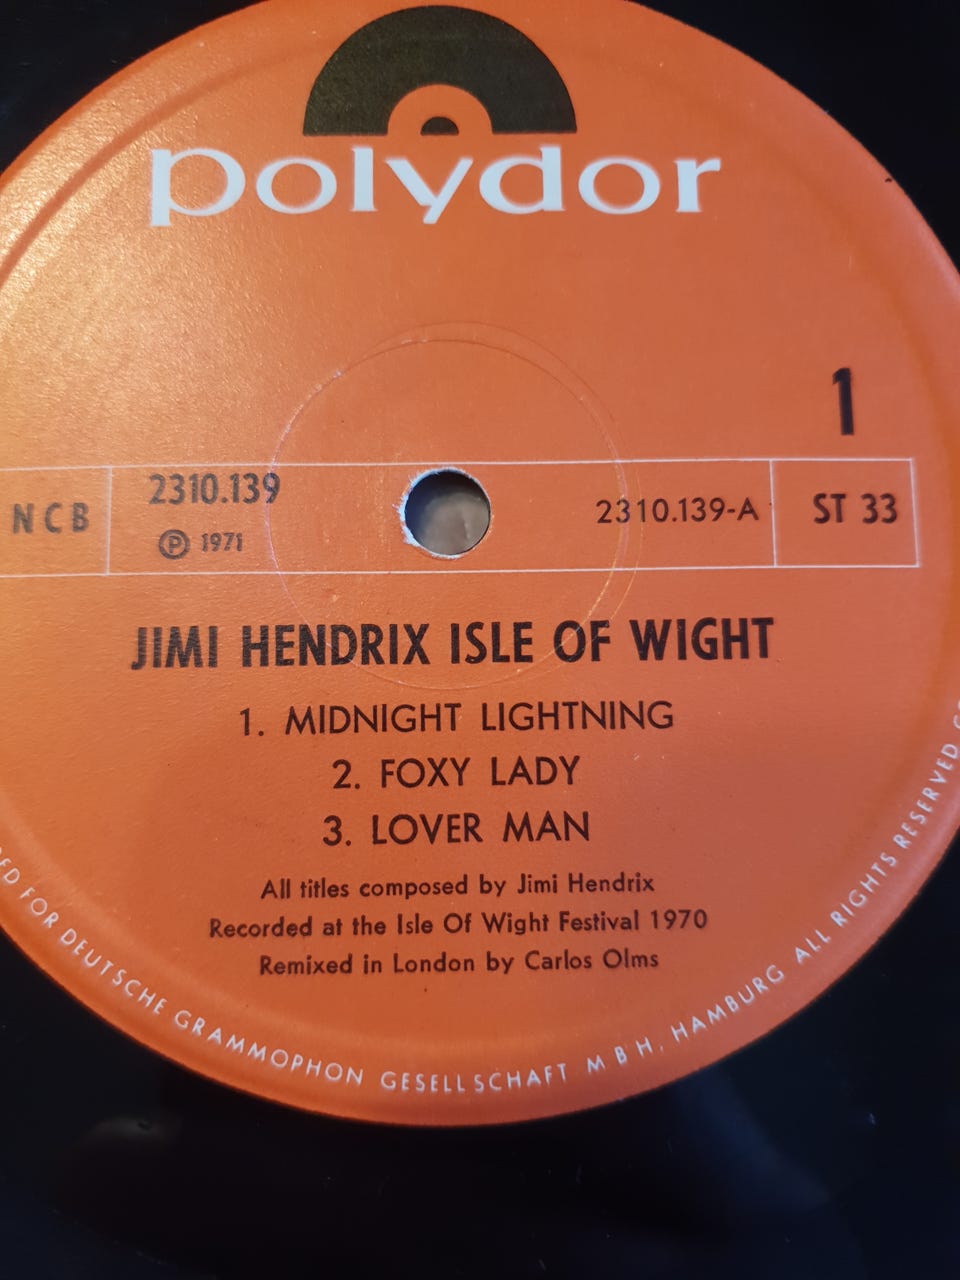 polydor
1
NCB
2310.139
℗ 1971
2310.139-A
ST 33
JIMI HENDRIX ISLE OF WIGHT
1. MIDNIGHT LIGHTNING
2. FOXY LADY
3. LOVER MAN
All titles composed by Jimi Hendrix
Recorded at the Isle Of Wight Festival 1970
Remixed in London by Carlos Olms
FOR DEUTSCHE GRAMMOPHON GESELLSCHAFT M B H, HAMBURG ALL RIGHTS RESERVED